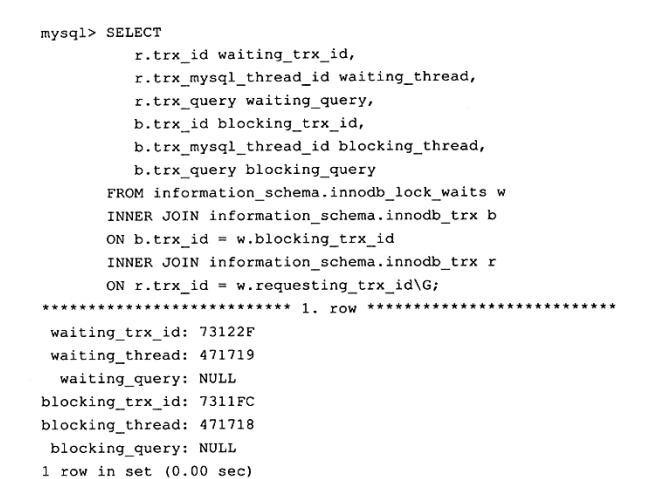 mysql> SELECT
r.trx_id waiting_trx_id,
r.trx_mysql_thread_id waiting_thread,
r.trx_query waiting_query,
b.trx_id blocking_trx_id,
b.trx_mysql_thread_id blocking_thread,
b.trx_query blocking_query
FROM information_schema.innodb_lock_waits w
INNER JOIN information_schema.innodb_trx b
ON b.trx_id = w.blocking_trx_id
INNER JOIN information_schema.innodb_trx r
ON r.trx_id = w.requesting_trx_id\G;
*************************** 1. row ***************************
waiting_trx_id: 73122F
waiting_thread: 471719
waiting_query: NULL
blocking_trx_id: 7311FC
blocking_thread: 471718
blocking_query: NULL
1 row in set (0.00 sec)